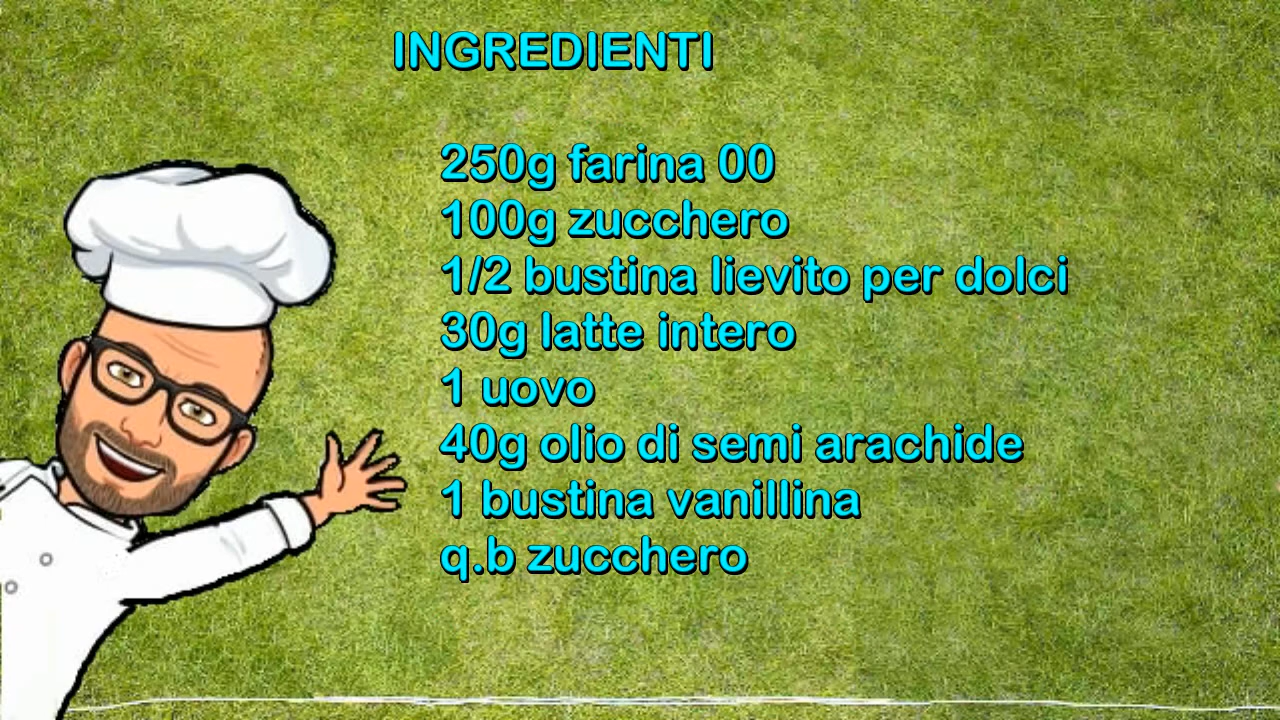 INGREDIENTI
250g farina 00
100g zucchero
1/2 bustina lievito per dolci
30g latte intero
1 uovo
40g olio di semi arachide
1 bustina vanillina
q.b zucchero